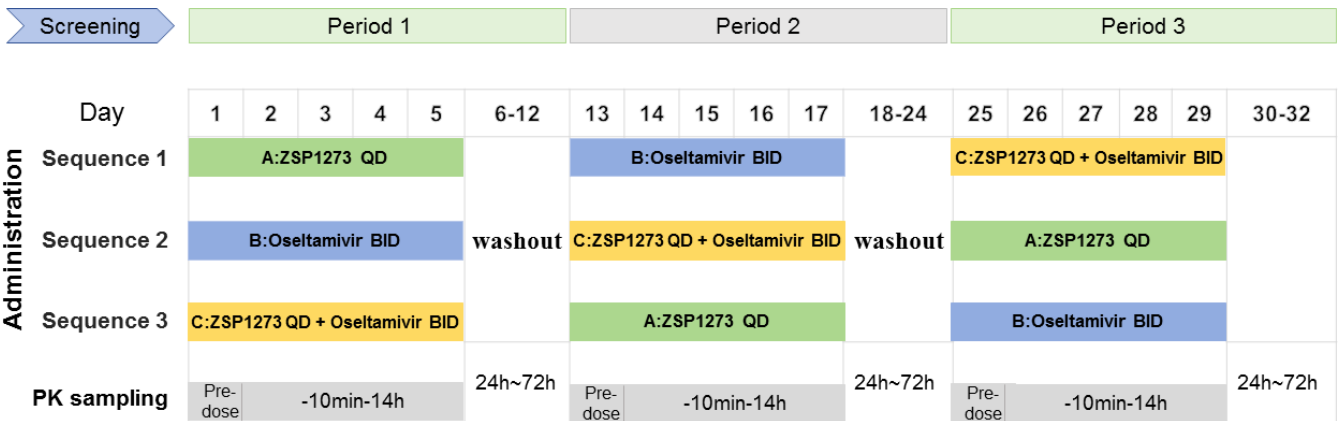 Screening Period 1 Period 2 Period 3
Day 1 2 3 4 5 6-12 13 14 15 16 17 18-24 25 26 27 28 29 30-32
Administration
Sequence 1 A:ZSP1273 QD B:Oseltamivir BID C:ZSP1273 QD + Oseltamivir BID
Sequence 2 B:Oseltamivir BID washout C:ZSP1273 QD + Oseltamivir BID washout A:ZSP1273 QD
Sequence 3 C:ZSP1273 QD + Oseltamivir BID A:ZSP1273 QD B:Oseltamivir BID
PK sampling Pre-dose -10min-14h 24h~72h Pre-dose -10min-14h 24h~72h Pre-dose -10min-14h 24h~72h